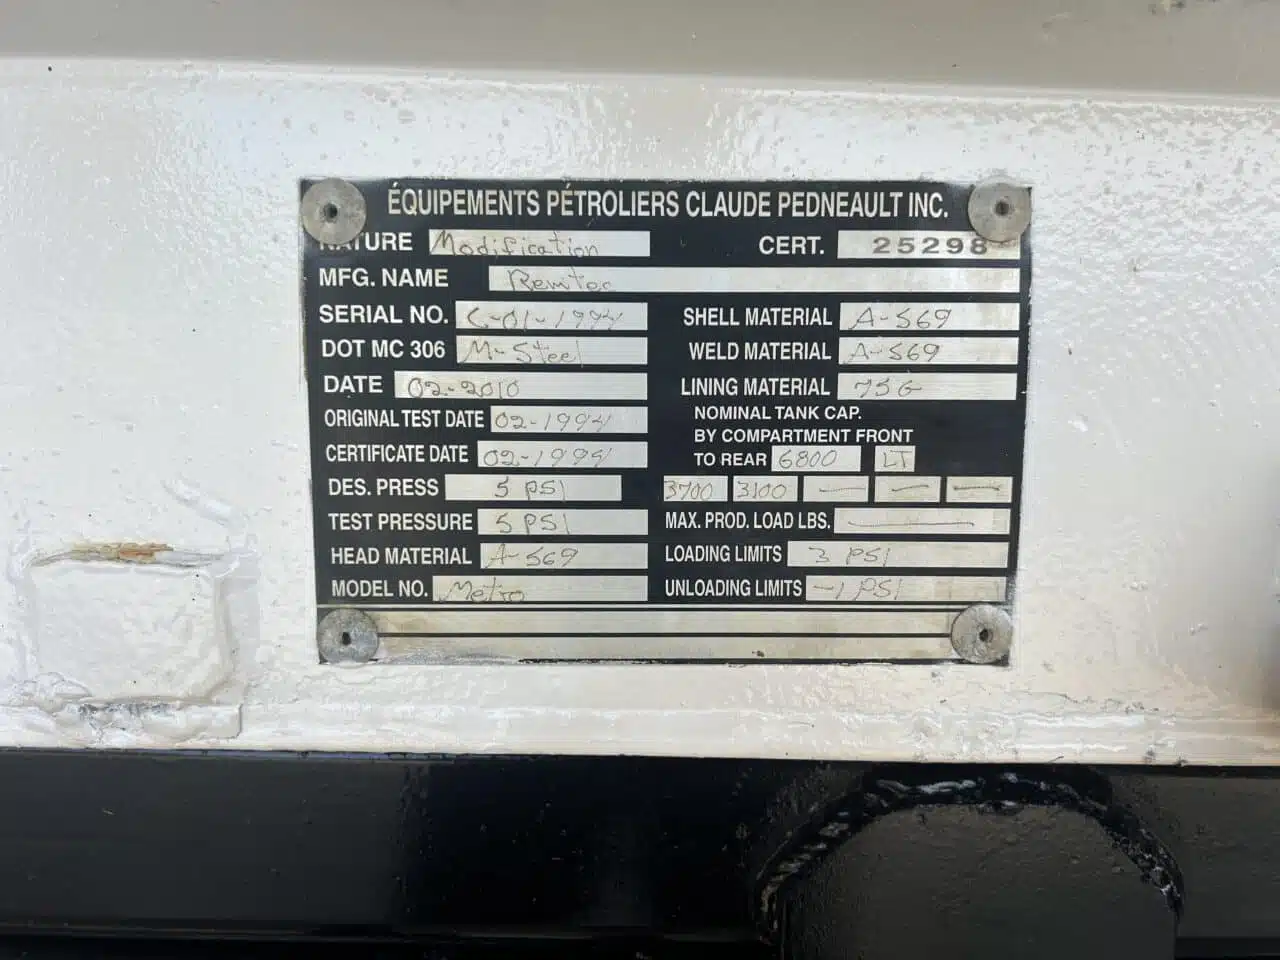 ÉQUIPEMENTS PÉTROLIERS CLAUDE PEDNEAULT INC.
NATURE Modification CERT. 25298
MFG. NAME Remtec
SERIAL NO. C-01-1994 SHELL MATERIAL A-569
DOT MC 306 M-Steel WELD MATERIAL A-569
DATE 02-2010 LINING MATERIAL
ORIGINAL TEST DATE 02-1994 NOMINAL TANK CAP.
BY COMPARTMENT FRONT
CERTIFICATE DATE 02-1994 TO REAR 6800 LT
DES. PRESS 5 PSI 3700 3100 — — —
TEST PRESSURE 5 PSI MAX. PROD. LOAD LBS. —
HEAD MATERIAL A-569 LOADING LIMITS 3 PSI
MODEL NO. Metro UNLOADING LIMITS -1 PSI